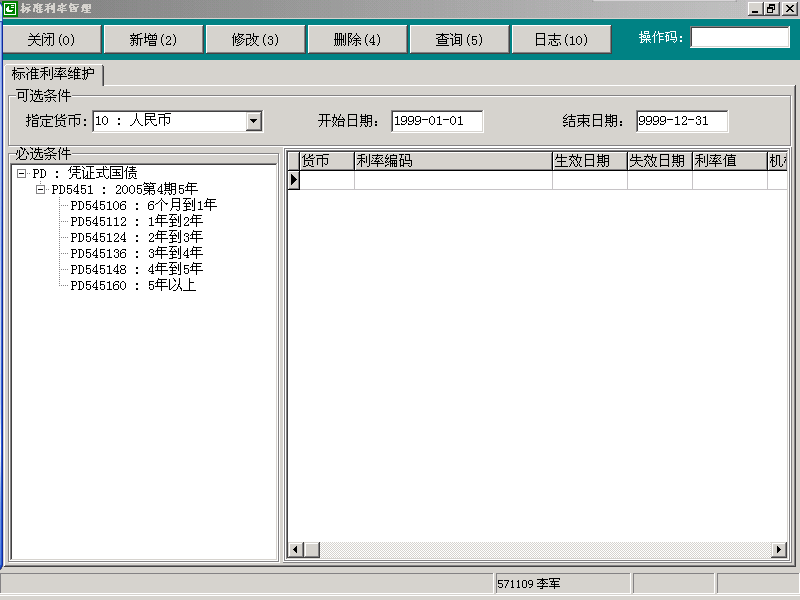 标准利率管理
关闭(0) 新增(2) 修改(3) 删除(4) 查询(5) 日志(10) 操作码:
标准利率维护
可选条件
指定货币: 10 : 人民币 开始日期: 1999-01-01 结束日期: 9999-12-31
必选条件
PD : 凭证式国债
PD5451 : 2005第4期5年
PD545106 : 6个月到1年
PD545112 : 1年到2年
PD545124 : 2年到3年
PD545136 : 3年到4年
PD545148 : 4年到5年
PD545160 : 5年以上
货币 利率编码 生效日期 失效日期 利率值
571109 李军